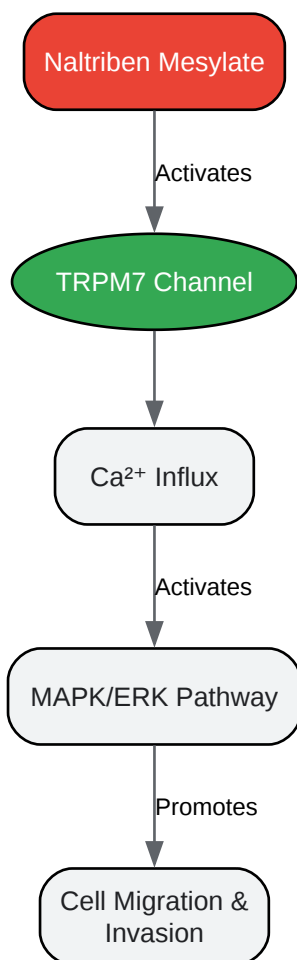 Naltriben Mesylate
Activates
TRPM7 Channel
Ca²⁺ Influx
Activates
MAPK/ERK Pathway
Promotes
Cell Migration &
Invasion